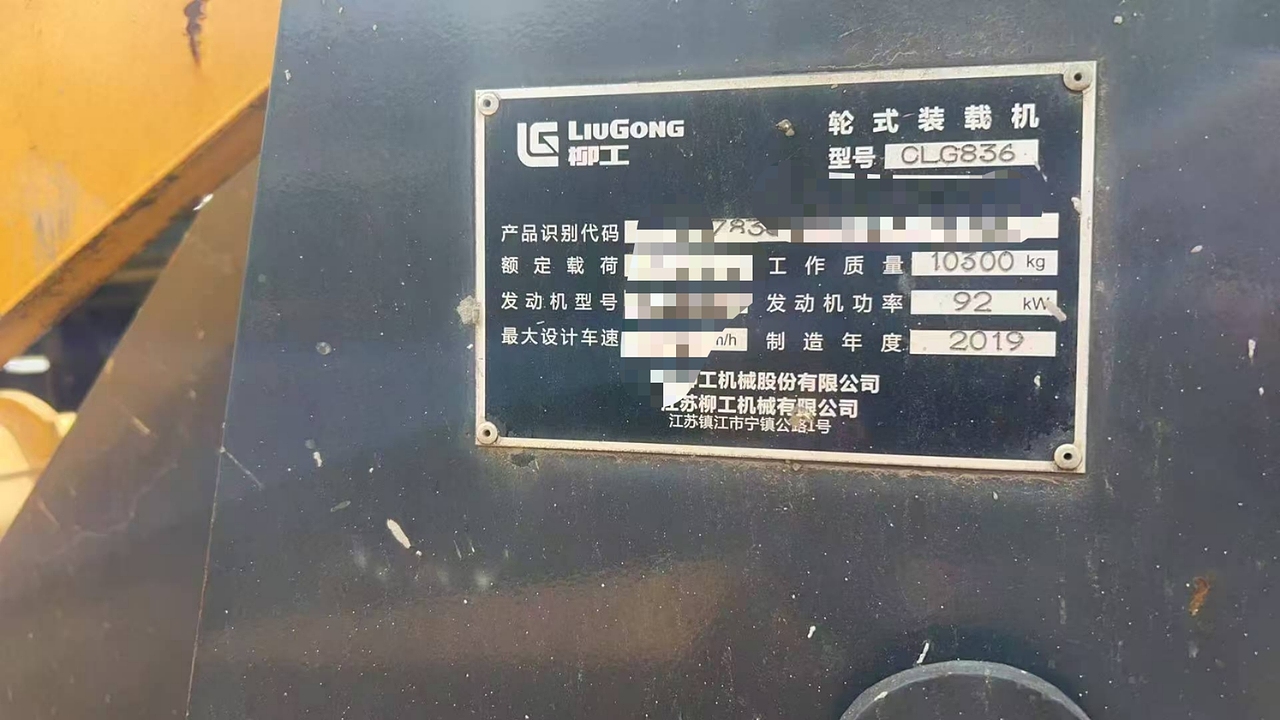 LIUGONG
柳工
轮式装载机
型号 CLG836
产品识别代码
额定载荷 工作质量 10300 kg
发动机型号 发动机功率 92 kW
最大设计车速 m/h 制造年度 2019
柳工机械股份有限公司
江苏柳工机械有限公司
江苏镇江市宁镇公路1号